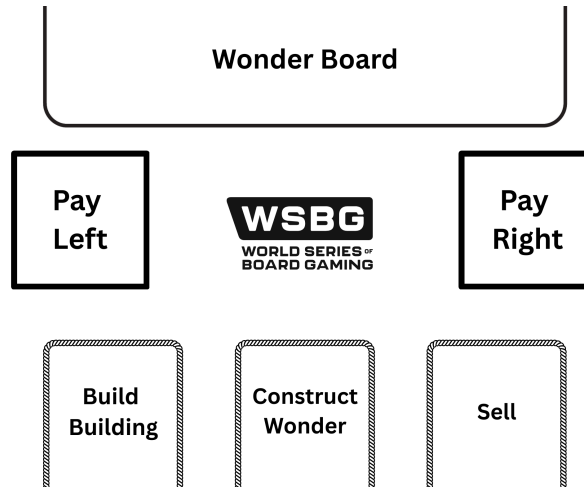 Wonder Board
Pay
Left
WSBG
WORLD SERIES OF
BOARD GAMING
Pay
Right
Build
Building
Construct
Wonder
Sell